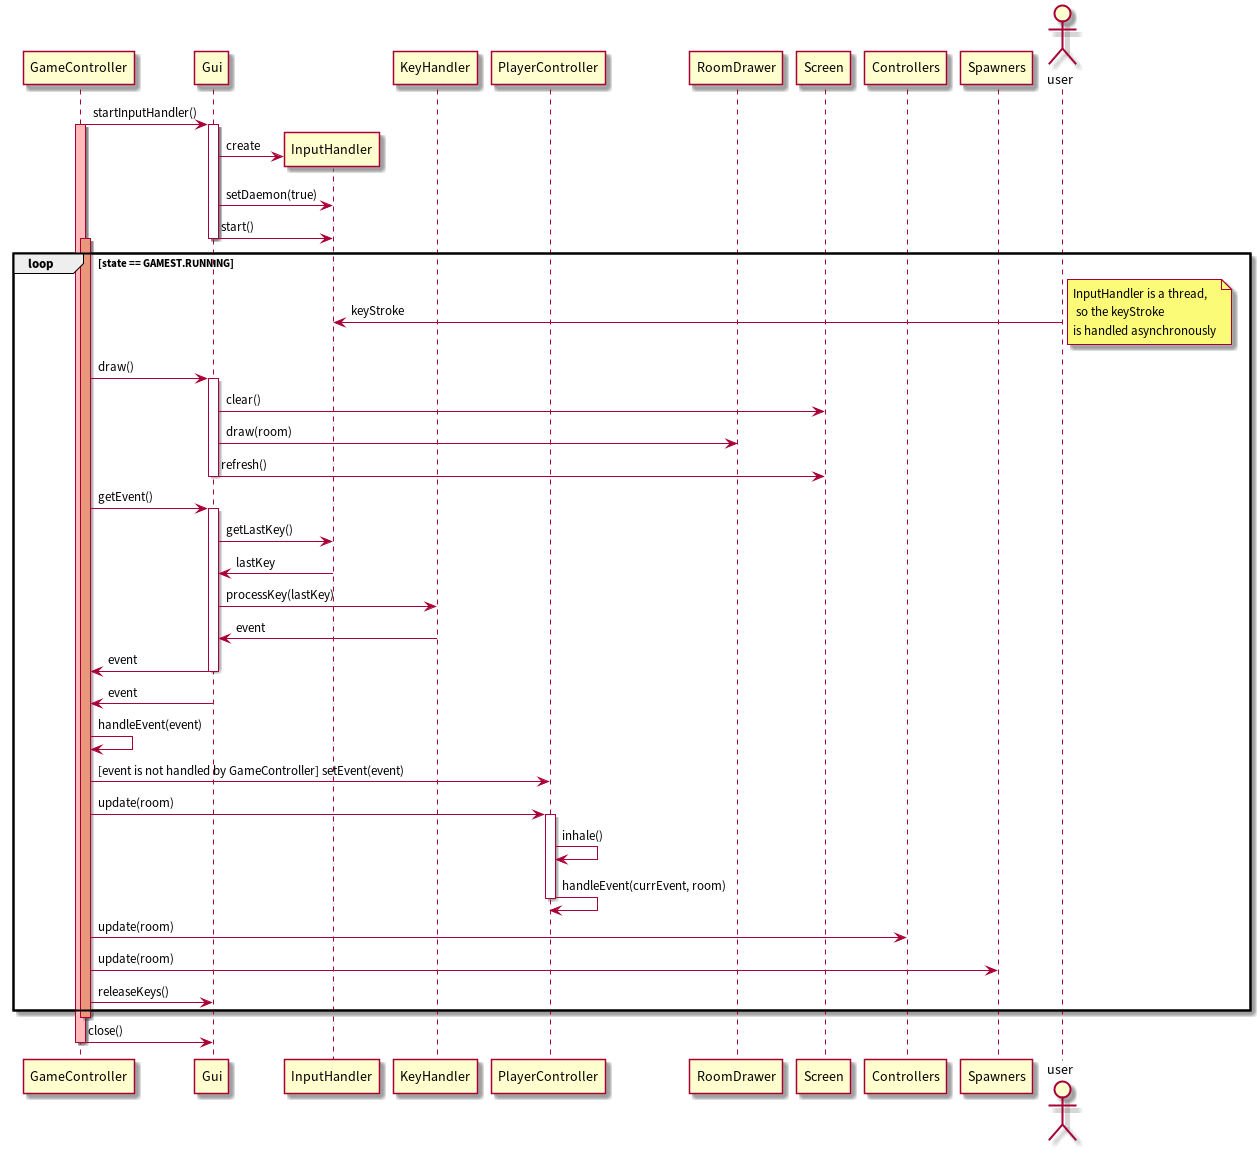 user
GameController
Gui
KeyHandler
PlayerController
RoomDrawer
Screen
Controllers
Spawners
startInputHandler()
create
InputHandler
setDaemon(true)
start()
loop
[state == GAMEST.RUNNING]
InputHandler is a thread,
so the keyStroke
is handled asynchronously
keyStroke
draw()
clear()
draw(room)
refresh()
getEvent()
getLastKey()
lastKey
processKey(lastKey)
event
event
event
handleEvent(event)
[event is not handled by GameController] setEvent(event)
update(room)
inhale()
handleEvent(currEvent, room)
update(room)
update(room)
releaseKeys()
close()
GameController
Gui
InputHandler
KeyHandler
PlayerController
RoomDrawer
Screen
Controllers
Spawners
user